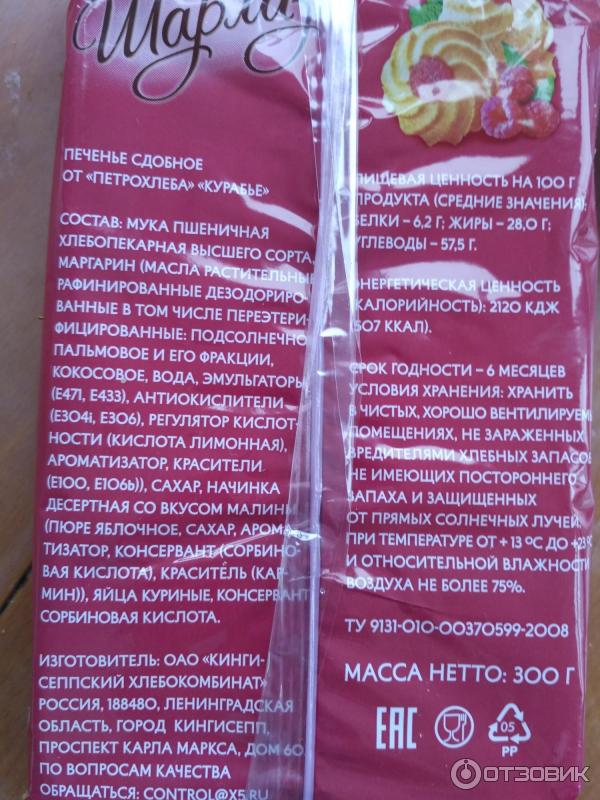 Шарлиз
ПЕЧЕНЬЕ СДОБНОЕ
ОТ «ПЕТРОХЛЕБА» «КУРАБЬЕ»
СОСТАВ: МУКА ПШЕНИЧНАЯ
ХЛЕБОПЕКАРНАЯ ВЫСШЕГО СОРТА,
МАРГАРИН (МАСЛА РАСТИТЕЛЬНЫЕ
РАФИНИРОВАННЫЕ ДЕЗОДОРИРО-
ВАННЫЕ В ТОМ ЧИСЛЕ ПЕРЕЭТЕРИ-
ФИЦИРОВАННЫЕ: ПОДСОЛНЕЧНО
ПАЛЬМОВОЕ И ЕГО ФРАКЦИИ,
КОКОСОВОЕ, ВОДА, ЭМУЛЬГАТОРЫ
(Е471, Е433), АНТИОКИСЛИТЕЛИ
(Е304i, Е306), РЕГУЛЯТОР КИСЛОТ-
НОСТИ (КИСЛОТА ЛИМОННАЯ),
АРОМАТИЗАТОР, КРАСИТЕЛИ
(Е100, Е106b)), САХАР, НАЧИНКА
ДЕСЕРТНАЯ СО ВКУСОМ МАЛИНЫ
(ПЮРЕ ЯБЛОЧНОЕ, САХАР, АРОМА-
ТИЗАТОР, КОНСЕРВАНТ (СОРБИНО-
ВАЯ КИСЛОТА), КРАСИТЕЛЬ (КАР-
МИН)), ЯЙЦА КУРИНЫЕ, КОНСЕРВАНТ
СОРБИНОВАЯ КИСЛОТА.
ИЗГОТОВИТЕЛЬ: ОАО «КИНГИ-
СЕППСКИЙ ХЛЕБОКОМБИНАТ»
РОССИЯ, 188480, ЛЕНИНГРАДСКАЯ
ОБЛАСТЬ, ГОРОД КИНГИСЕПП,
ПРОСПЕКТ КАРЛА МАРКСА, ДОМ 60
ПО ВОПРОСАМ КАЧЕСТВА
ОБРАЩАТЬСЯ: CONTROL@X5.RU
ПИЩЕВАЯ ЦЕННОСТЬ НА 100 Г
ПРОДУКТА (СРЕДНИЕ ЗНАЧЕНИЯ):
БЕЛКИ – 6,2 Г; ЖИРЫ – 28,0 Г;
УГЛЕВОДЫ – 57,5 Г.
ЭНЕРГЕТИЧЕСКАЯ ЦЕННОСТЬ
(КАЛОРИЙНОСТЬ): 2120 КДЖ
(507 ККАЛ).
СРОК ГОДНОСТИ – 6 МЕСЯЦЕВ
УСЛОВИЯ ХРАНЕНИЯ: ХРАНИТЬ
В ЧИСТЫХ, ХОРОШО ВЕНТИЛИРУЕМ
ПОМЕЩЕНИЯХ, НЕ ЗАРАЖЕННЫХ
ВРЕДИТЕЛЯМИ ХЛЕБНЫХ ЗАПАСОВ
НЕ ИМЕЮЩИХ ПОСТОРОННЕГО
ЗАПАХА И ЗАЩИЩЕННЫХ
ОТ ПРЯМЫХ СОЛНЕЧНЫХ ЛУЧЕЙ.
ПРИ ТЕМПЕРАТУРЕ ОТ + 13 ºС ДО +23 ºС
И ОТНОСИТЕЛЬНОЙ ВЛАЖНОСТИ
ВОЗДУХА НЕ БОЛЕЕ 75%.
ТУ 9131-010-00370599-2008
МАССА НЕТТО: 300 Г
ЕАС
05
PP
ОТЗОВИК